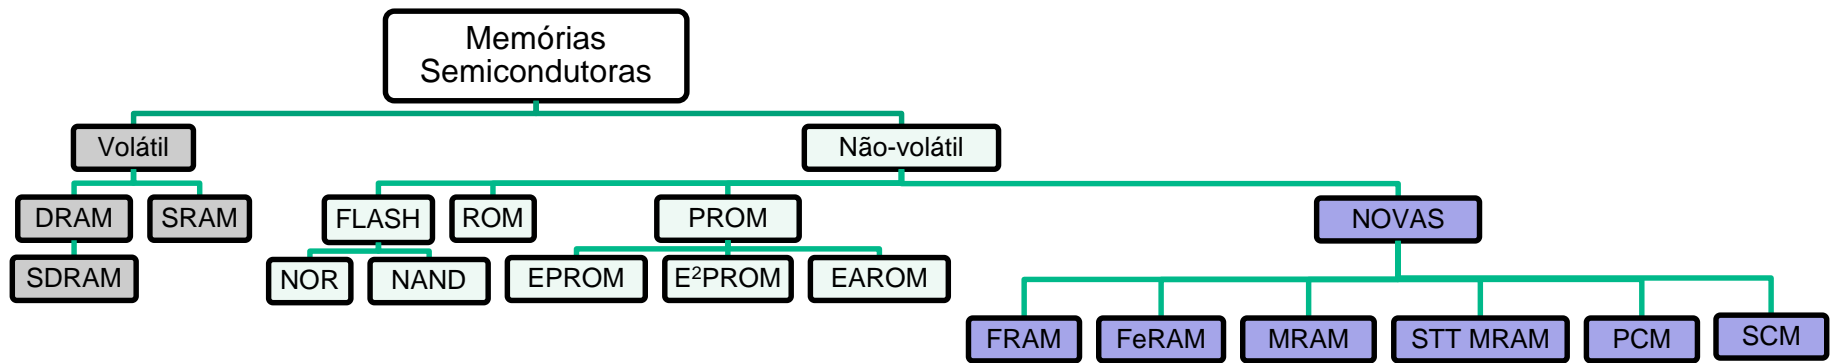 Memórias
Semicondutoras
Volátil
Não-volátil
DRAM
SRAM
FLASH
ROM
PROM
NOVAS
SDRAM
NOR
NAND
EPROM
E²PROM
EAROM
FRAM
FeRAM
MRAM
STT MRAM
PCM
SCM